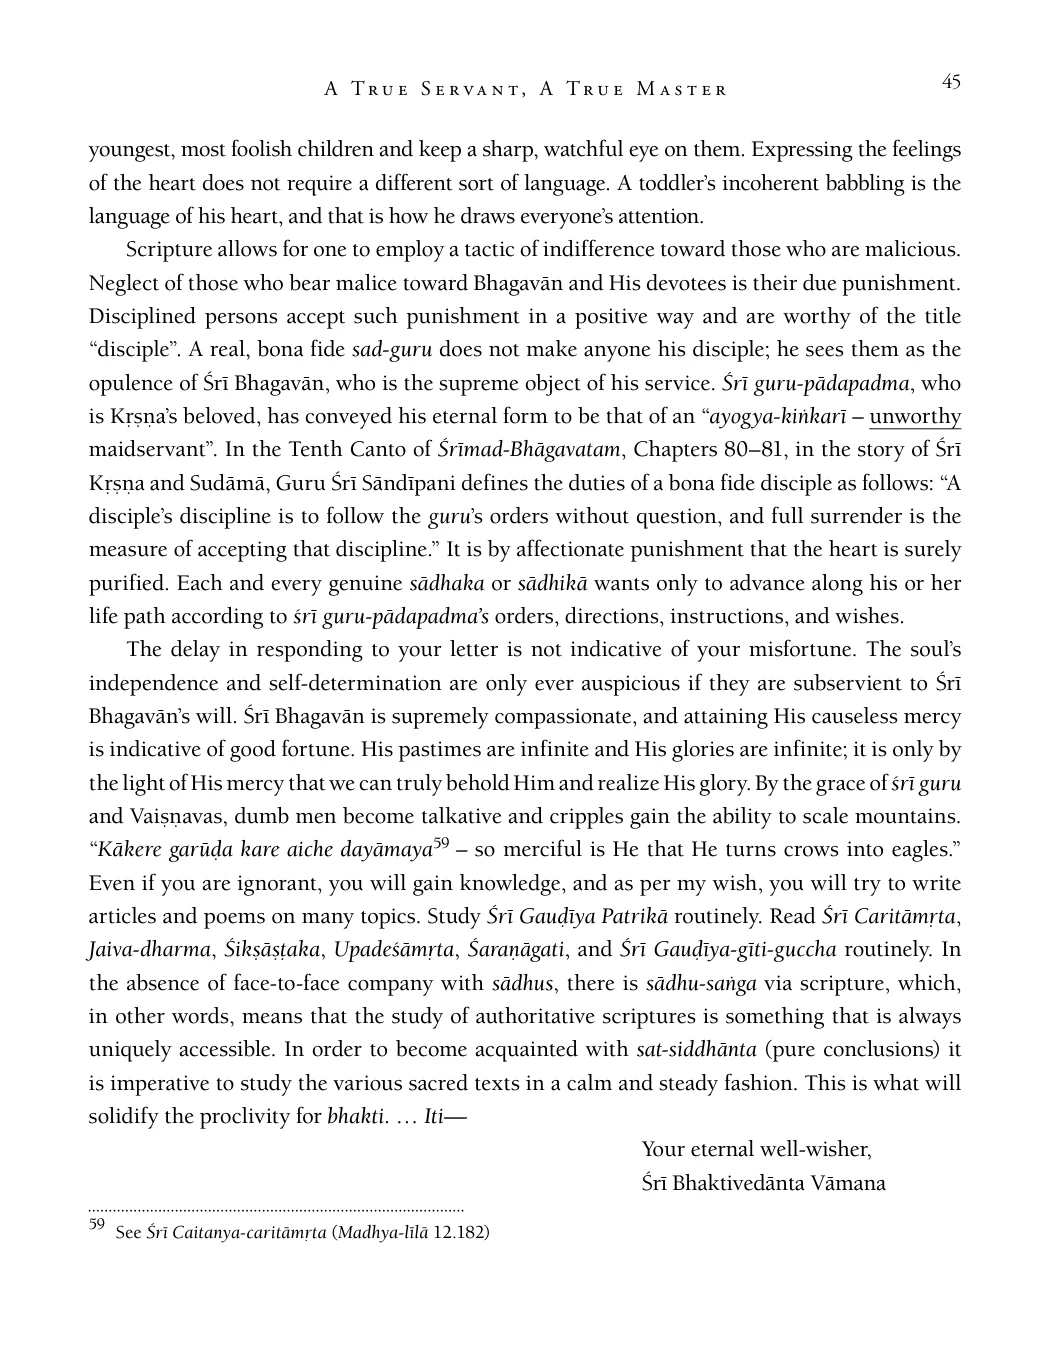 A True Servant, A True Master
45
youngest, most foolish children and keep a sharp, watchful eye on them. Expressing the feelings
of the heart does not require a different sort of language. A toddler’s incoherent babbling is the
language of his heart, and that is how he draws everyone’s attention.
Scripture allows for one to employ a tactic of indifference toward those who are malicious.
Neglect of those who bear malice toward Bhagavān and His devotees is their due punishment.
Disciplined persons accept such punishment in a positive way and are worthy of the title
“disciple”. A real, bona fide sad-guru does not make anyone his disciple; he sees them as the
opulence of Śrī Bhagavān, who is the supreme object of his service. Śrī guru-pādapadma, who
is Kṛṣṇa’s beloved, has conveyed his eternal form to be that of an “ayogya-kiṅkarī – unworthy
maidservant”. In the Tenth Canto of Śrīmad-Bhāgavatam, Chapters 80–81, in the story of Śrī
Kṛṣṇa and Sudāmā, Guru Śrī Sāndīpani defines the duties of a bona fide disciple as follows: “A
disciple’s discipline is to follow the guru’s orders without question, and full surrender is the
measure of accepting that discipline.” It is by affectionate punishment that the heart is surely
purified. Each and every genuine sādhaka or sādhikā wants only to advance along his or her
life path according to śrī guru-pādapadma’s orders, directions, instructions, and wishes.
The delay in responding to your letter is not indicative of your misfortune. The soul’s
independence and self-determination are only ever auspicious if they are subservient to Śrī
Bhagavān’s will. Śrī Bhagavān is supremely compassionate, and attaining His causeless mercy
is indicative of good fortune. His pastimes are infinite and His glories are infinite; it is only by
the light of His mercy that we can truly behold Him and realize His glory. By the grace of śrī guru
and Vaiṣṇavas, dumb men become talkative and cripples gain the ability to scale mountains.
“Kākere garūḍa kare aiche dayāmaya59 – so merciful is He that He turns crows into eagles.”
Even if you are ignorant, you will gain knowledge, and as per my wish, you will try to write
articles and poems on many topics. Study Śrī Gauḍīya Patrikā routinely. Read Śrī Caritāmṛta,
Jaiva-dharma, Śikṣāṣṭaka, Upadeśāmṛta, Śaraṇāgati, and Śrī Gauḍīya-gīti-guccha routinely. In
the absence of face-to-face company with sādhus, there is sādhu-saṅga via scripture, which,
in other words, means that the study of authoritative scriptures is something that is always
uniquely accessible. In order to become acquainted with sat-siddhānta (pure conclusions) it
is imperative to study the various sacred texts in a calm and steady fashion. This is what will
solidify the proclivity for bhakti. … Iti—
Your eternal well-wisher,
Śrī Bhaktivedānta Vāmana
59 See Śrī Caitanya-caritāmṛta (Madhya-līlā 12.182)